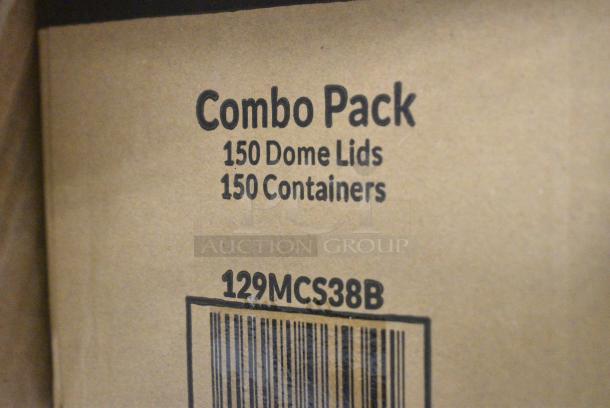 Combo Pack
150 Dome Lids
150 Containers
AUCTION GROUP
129MCS38B